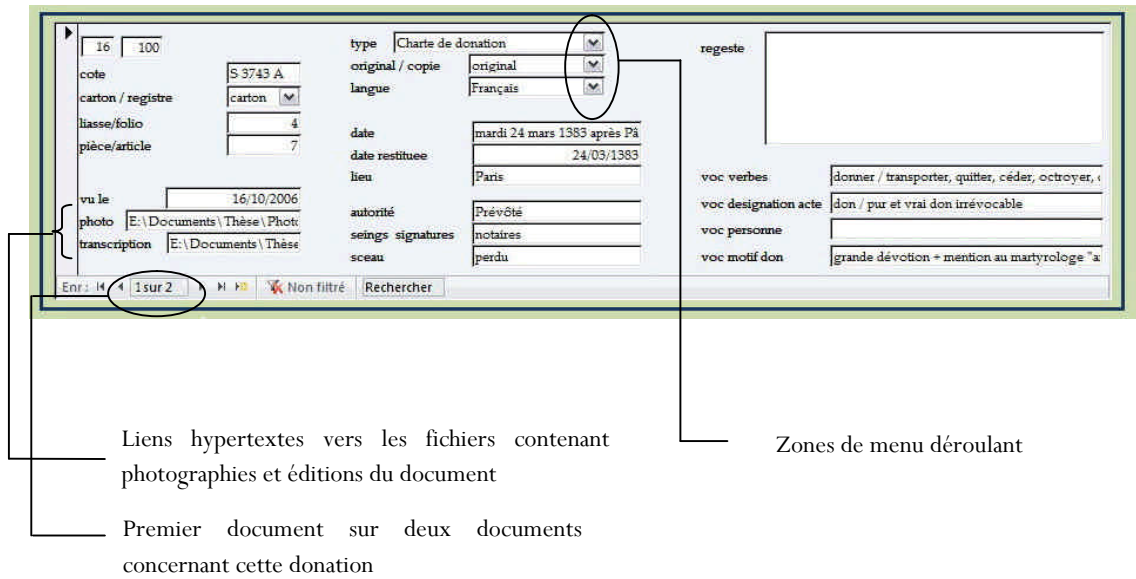 16 100
cote S 3743 A
carton / registre carton
liasse/folio 4
pièce/article 7
vu le 16/10/2006
photo E:\Documents\Thèse\Photo
transcription E:\Documents\Thèse
type Charte de donation
original / copie original
langue Français
date mardi 24 mars 1383 après Pâ
date restituee 24/03/1383
lieu Paris
autorité Prévôté
seings signatures notaires
sceau perdu
regeste
voc verbes donner / transporter, quitter, céder, octroyer,
voc designation acte don / pur et vrai don irrévocable
voc personne
voc motif don grande dévotion + mention au martyrologe "a
Enr : 1 sur 2 Non filtré Rechercher
Liens hypertextes vers les fichiers contenant
photographies et éditions du document
Zones de menu déroulant
Premier document sur deux documents
concernant cette donation